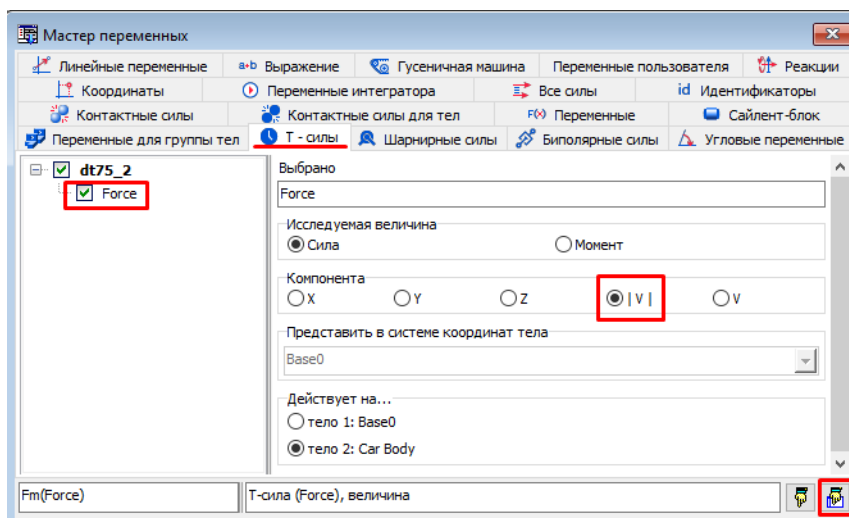 Мастер переменных
Линейные переменные a+b Выражение Гусеничная машина Переменные пользователя Реакции
Координаты Переменные интегратора Все силы id Идентификаторы
Контактные силы Контактные силы для тел F(x) Переменные Сайлент-блок
Переменные для группы тел Т - силы Шарнирные силы Биполярные силы Угловые переменные
dt75_2
Force
Выбрано
Force
Исследуемая величина
Сила Момент
Компонента
X Y Z | V | V
Представить в системе координат тела
Base0
Действует на...
тело 1: Base0
тело 2: Car Body
Fm(Force) Т-сила (Force), величина